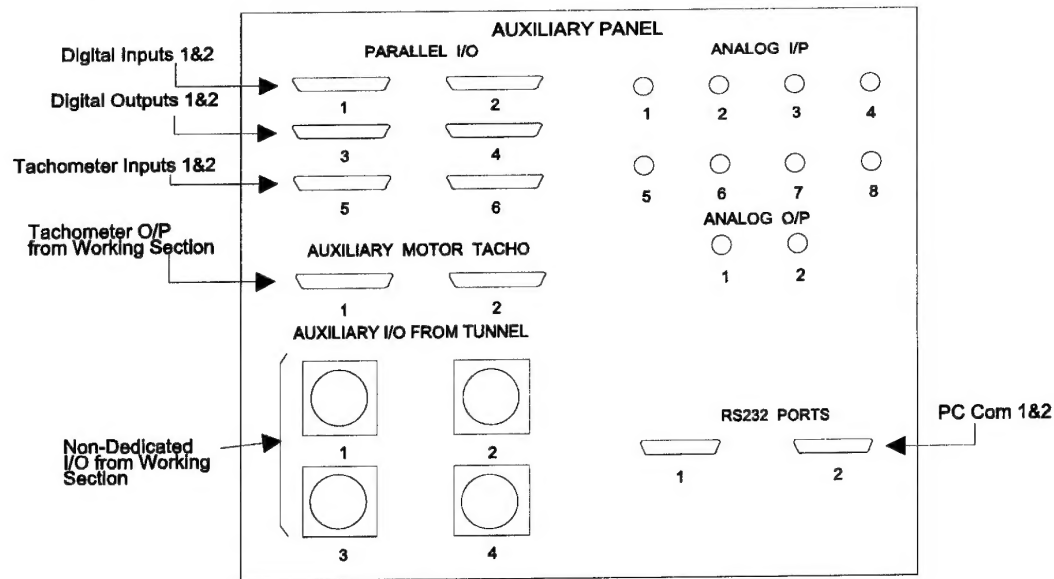 AUXILIARY PANEL
Digital Inputs 1&2
Digital Outputs 1&2
Tachometer Inputs 1&2
Tachometer O/P
from Working Section
Non-Dedicated
I/O from Working
Section
PARALLEL I/O
1 2
3 4
5 6
AUXILIARY MOTOR TACHO
1 2
AUXILIARY I/O FROM TUNNEL
1 2
3 4
ANALOG I/P
1 2 3 4
5 6 7 8
ANALOG O/P
1 2
RS232 PORTS
1 2
PC Com 1&2